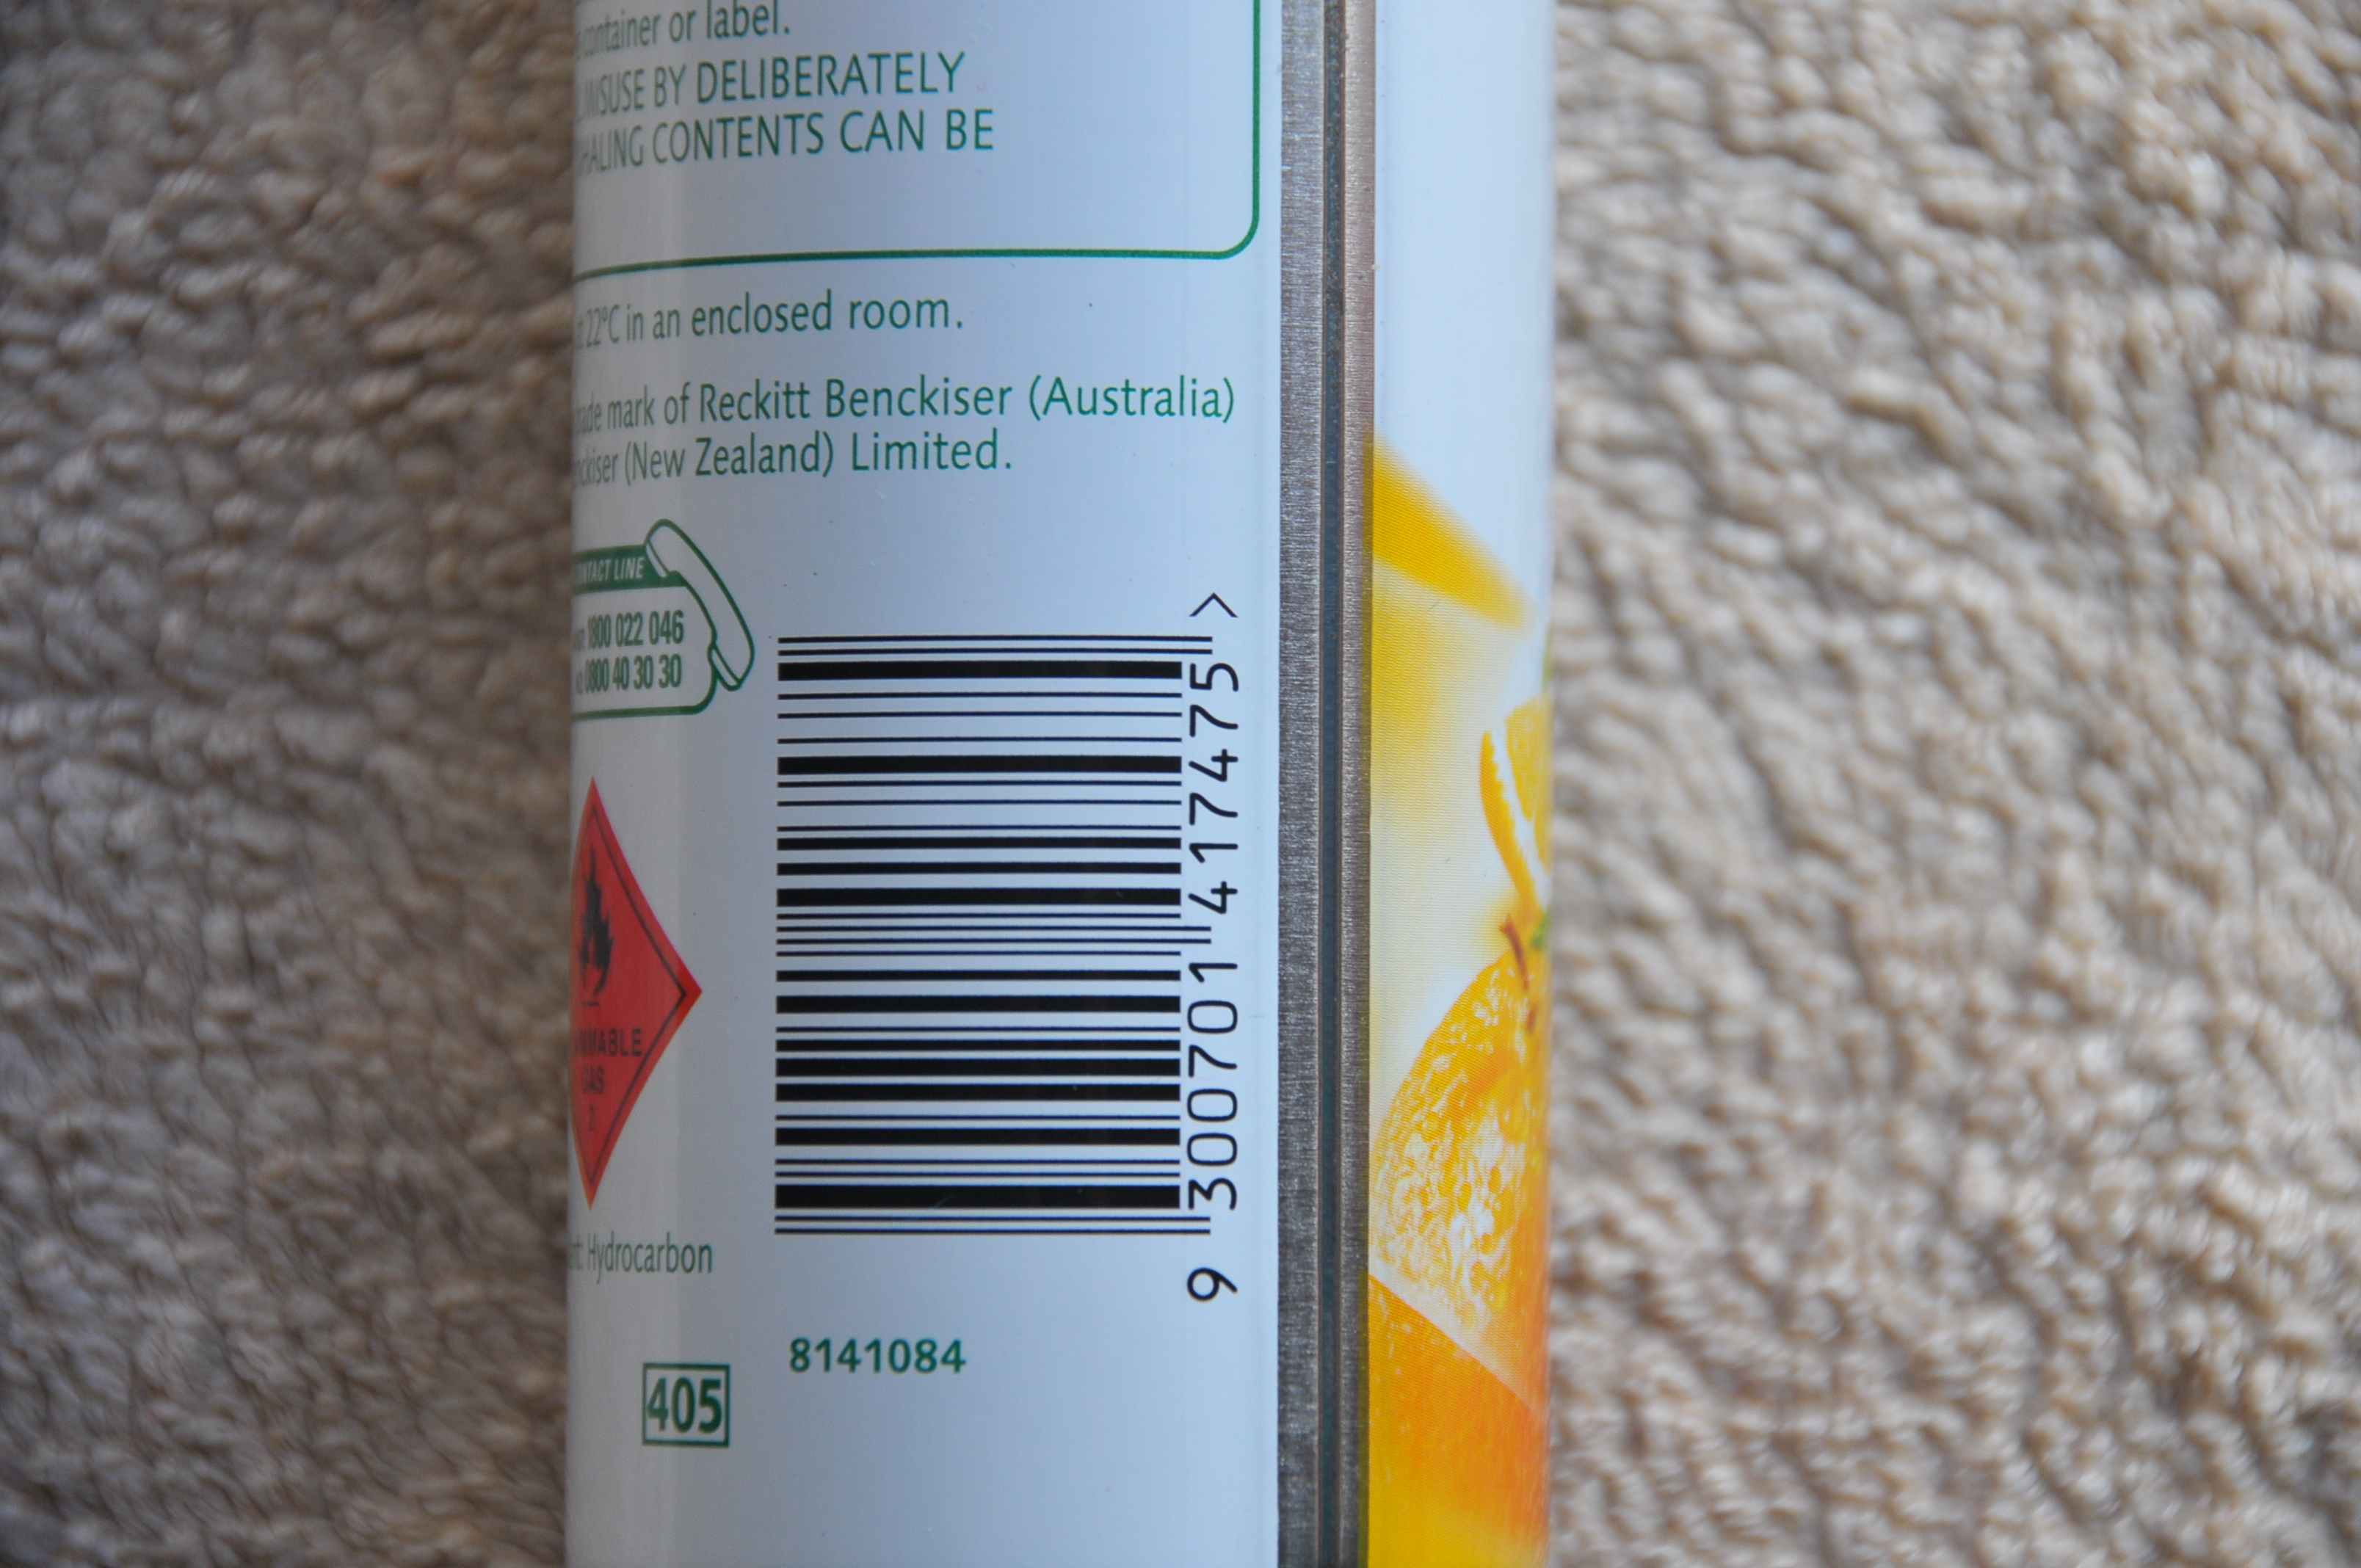 container or label.
MISUSE BY DELIBERATELY
CONTENTS CAN BE
22°C in an enclosed room.
trade mark of Reckitt Benckiser (Australia)
(New Zealand) Limited.
CONTACT LINE
1800 022 046
0800 40 30 30
9 300701 417475 >
GAS
2
Hydrocarbon
8141084
405